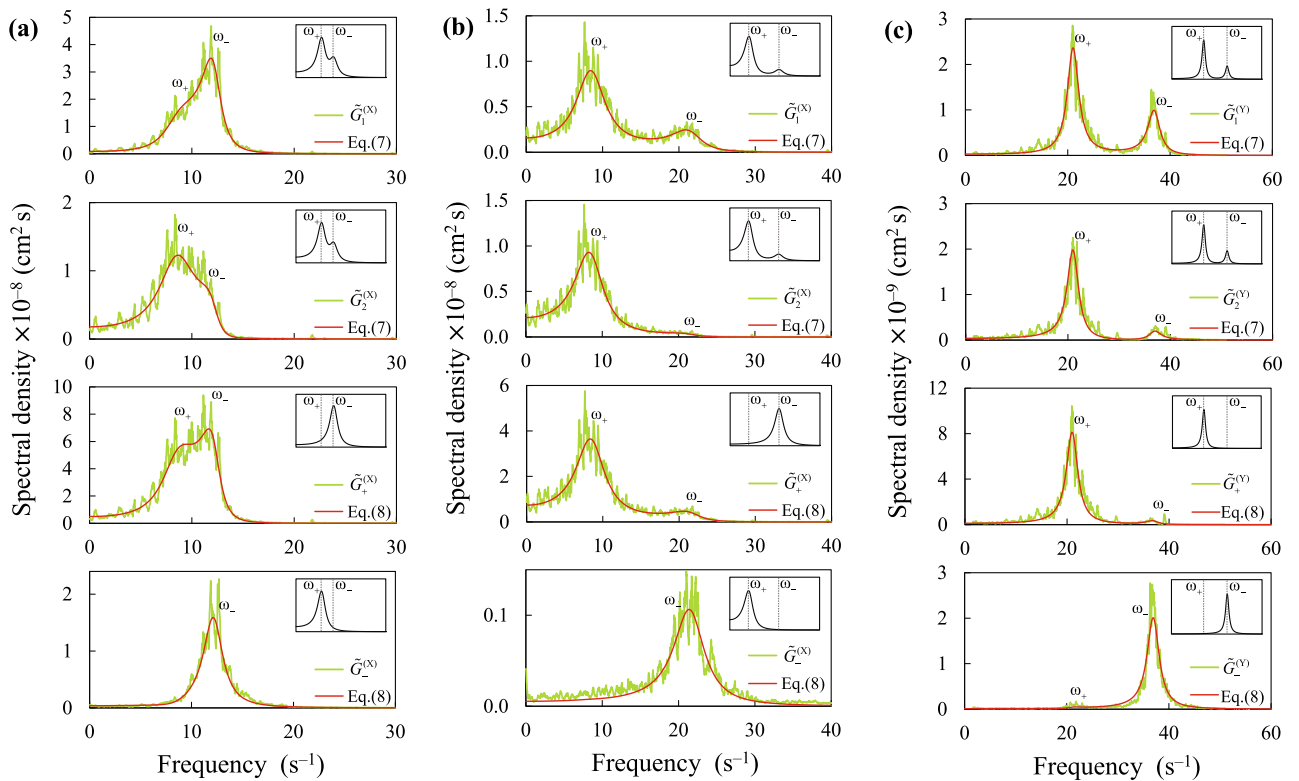 (a)
Spectral density ×10⁻⁸ (cm² s)
5
4
3
2
1
0
0 10 20 30
ω₊
ω₋
ω₊ ω₋
G̃₁⁽ˣ⁾
Eq.(7)
2
1
0
0 10 20 30
ω₊
ω₋
ω₊ ω₋
G̃₂⁽ˣ⁾
Eq.(7)
10
8
6
4
2
0
0 10 20 30
ω₊ ω₋
ω₊ ω₋
G̃₊⁽ˣ⁾
Eq.(8)
2
1
0
0 10 20 30
ω₋
ω₊ ω₋
G̃₋⁽ˣ⁾
Eq.(8)
Frequency (s⁻¹)
(b)
Spectral density ×10⁻⁸ (cm² s)
1.5
1.0
0.5
0.0
0 10 20 30 40
ω₊
ω₋
ω₊ ω₋
G̃₁⁽ˣ⁾
Eq.(7)
1.5
1.0
0.5
0.0
0 10 20 30 40
ω₊
ω₋
ω₊ ω₋
G̃₂⁽ˣ⁾
Eq.(7)
6
4
2
0
0 10 20 30 40
ω₊
ω₋
ω₊ ω₋
G̃₊⁽ˣ⁾
Eq.(8)
0.1
0.0
0 10 20 30 40
ω₋
ω₊ ω₋
G̃₋⁽ˣ⁾
Eq.(8)
Frequency (s⁻¹)
(c)
Spectral density ×10⁻⁹ (cm² s)
3
2
1
0
0 20 40 60
ω₊
ω₋
ω₊ ω₋
G̃₁⁽ʸ⁾
Eq.(7)
3
2
1
0
0 20 40 60
ω₊
ω₋
ω₊ ω₋
G̃₂⁽ʸ⁾
Eq.(7)
12
9
6
3
0
0 20 40 60
ω₊
ω₋
ω₊ ω₋
G̃₊⁽ʸ⁾
Eq.(8)
3
2
1
0
0 20 40 60
ω₊
ω₋
ω₊ ω₋
G̃₋⁽ʸ⁾
Eq.(8)
Frequency (s⁻¹)